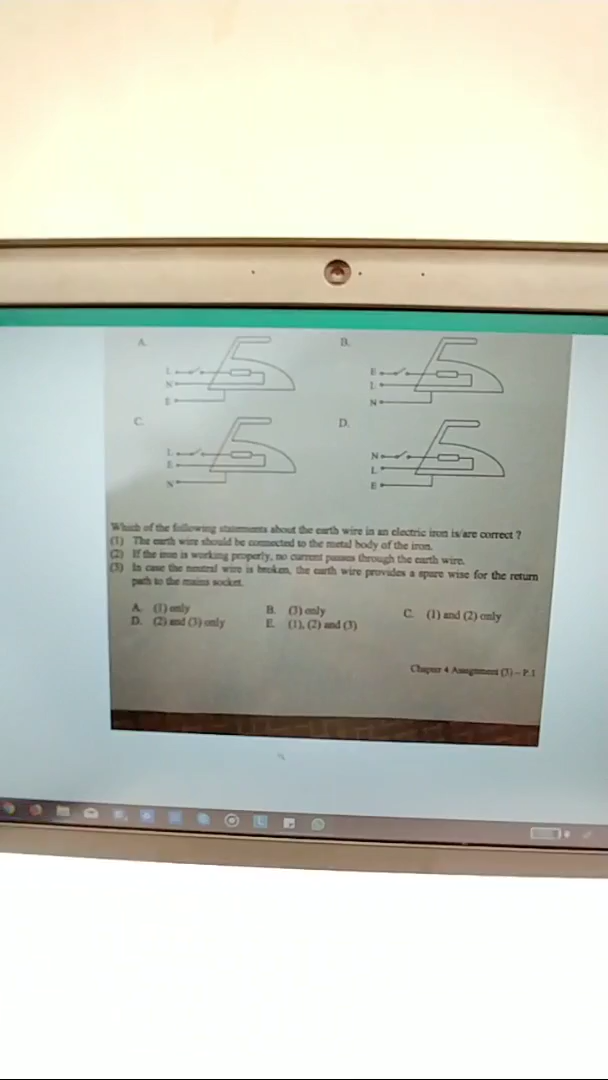 A.
B.
L
N
E
E
L
N
C.
D.
L
E
N
N
L
E
Which of the following statements about the earth wire in an electric iron is/are correct ?
(1) The earth wire should be connected to the metal body of the iron.
(2) If the iron is working properly, no current passes through the earth wire.
(3) In case the neutral wire is broken, the earth wire provides a spare wise for the return
path to the mains socket.
A. (1) only
B. (3) only
C. (1) and (2) only
D. (2) and (3) only
E. (1), (2) and (3)
Chapter 4 Assignment (3) – P.1